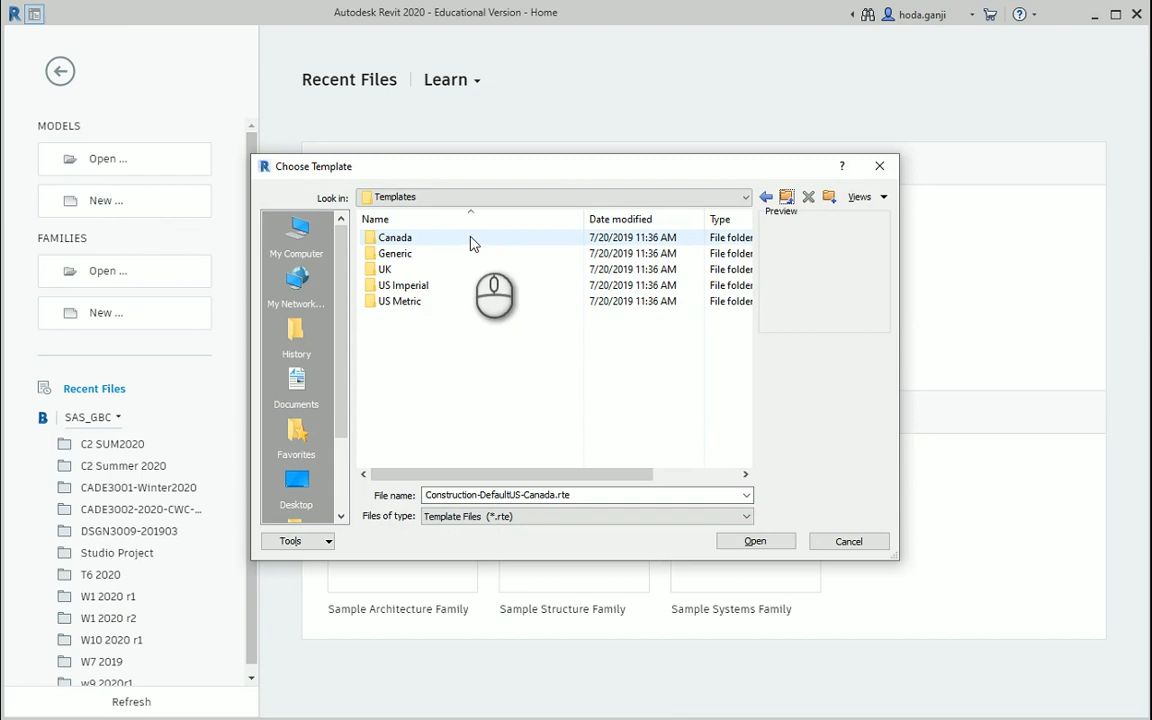 Autodesk Revit 2020 - Educational Version - Home
hoda.ganji
Recent Files
Learn
MODELS
Open ...
New ...
FAMILIES
Open ...
New ...
Recent Files
SAS_GBC
C2 SUM2020
C2 Summer 2020
CADE3001-Winter2020
CADE3002-2020-CWC-...
DSGN3009-201903
Studio Project
T6 2020
W1 2020 r1
W1 2020 r2
W10 2020 r1
W7 2019
w9 2020r1
Refresh
Choose Template
?
Look in:
Templates
Views
Name
Date modified
Type
Preview
Canada 7/20/2019 11:36 AM File folder
Generic 7/20/2019 11:36 AM File folder
UK 7/20/2019 11:36 AM File folder
US Imperial 7/20/2019 11:36 AM File folder
US Metric 7/20/2019 11:36 AM File folder
My Computer
My Network...
History
Documents
Favorites
Desktop
File name:
Construction-DefaultUS-Canada.rte
Files of type:
Template Files (*.rte)
Tools
Open
Cancel
Sample Architecture Family
Sample Structure Family
Sample Systems Family